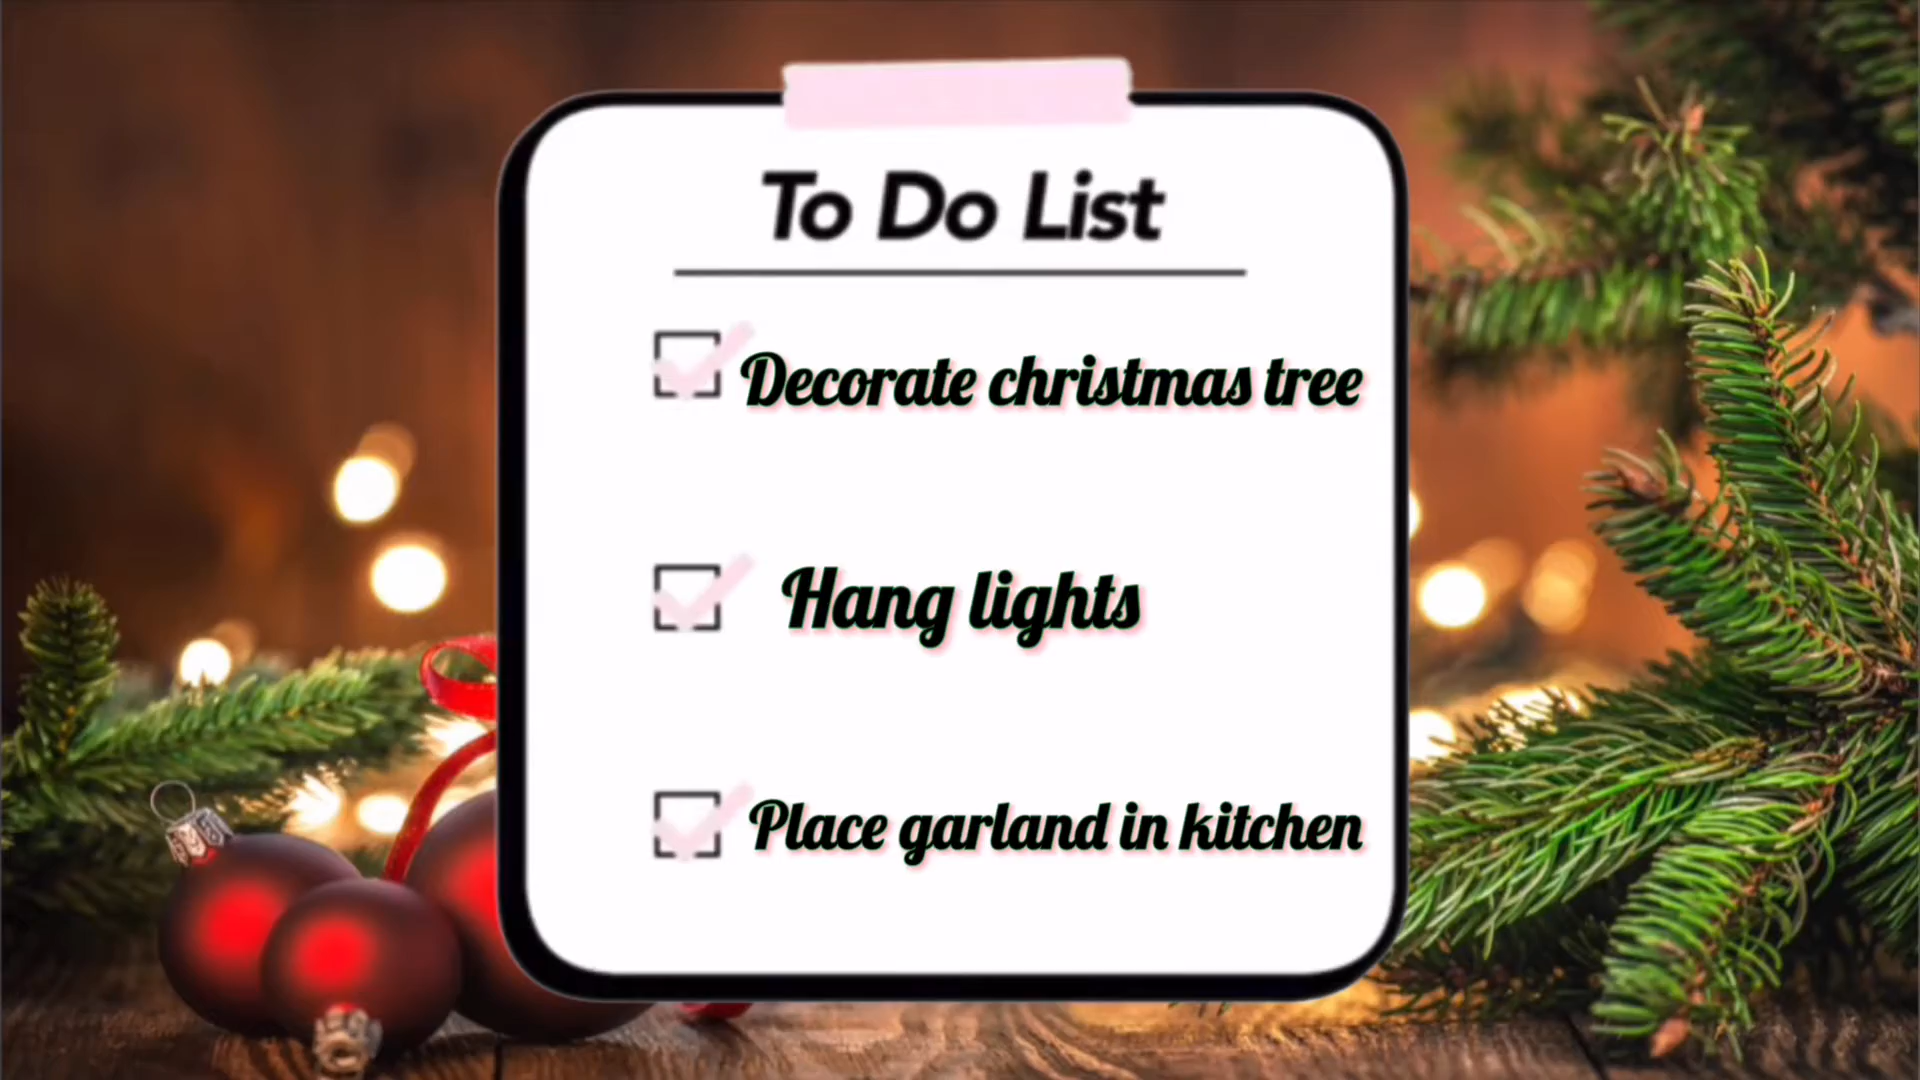 To Do List
Decorate christmas tree
Hang lights
Place garland in kitchen